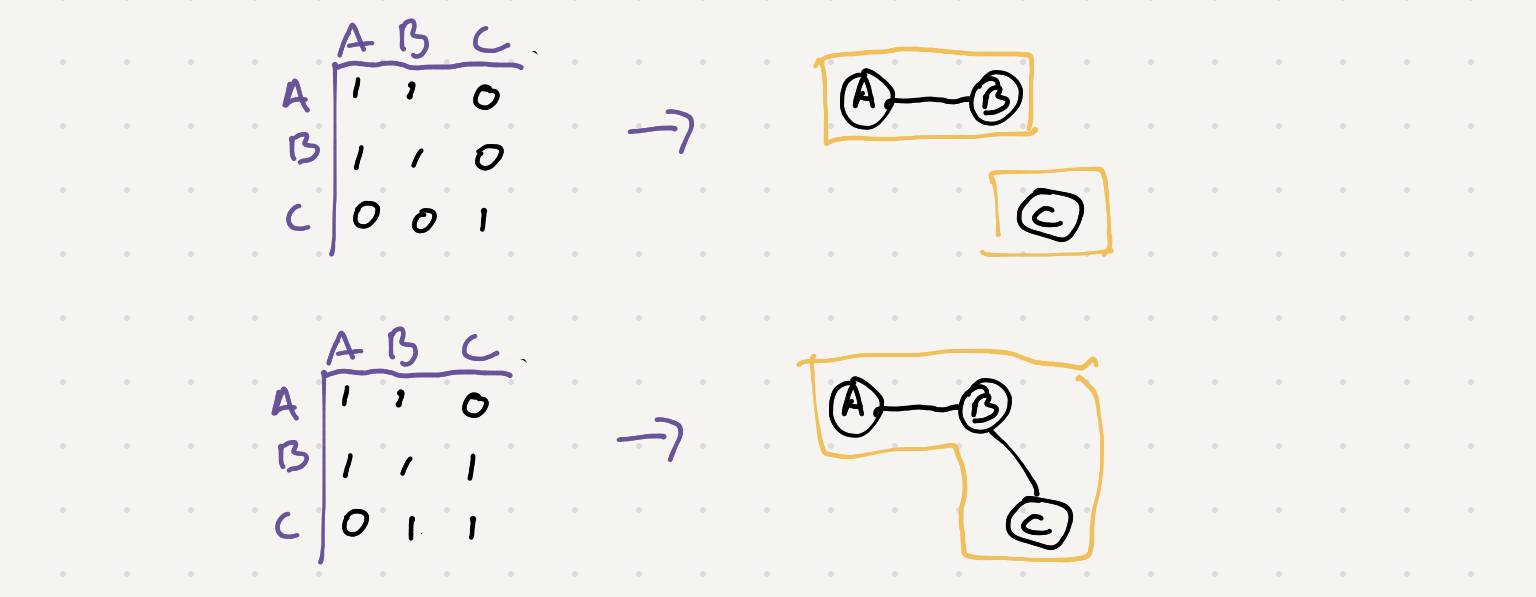 A B C
A 1 1 0
B 1 1 0
C 0 0 1
→
A B
C
A B C
A 1 1 0
B 1 1 1
C 0 1 1
→
A B
C